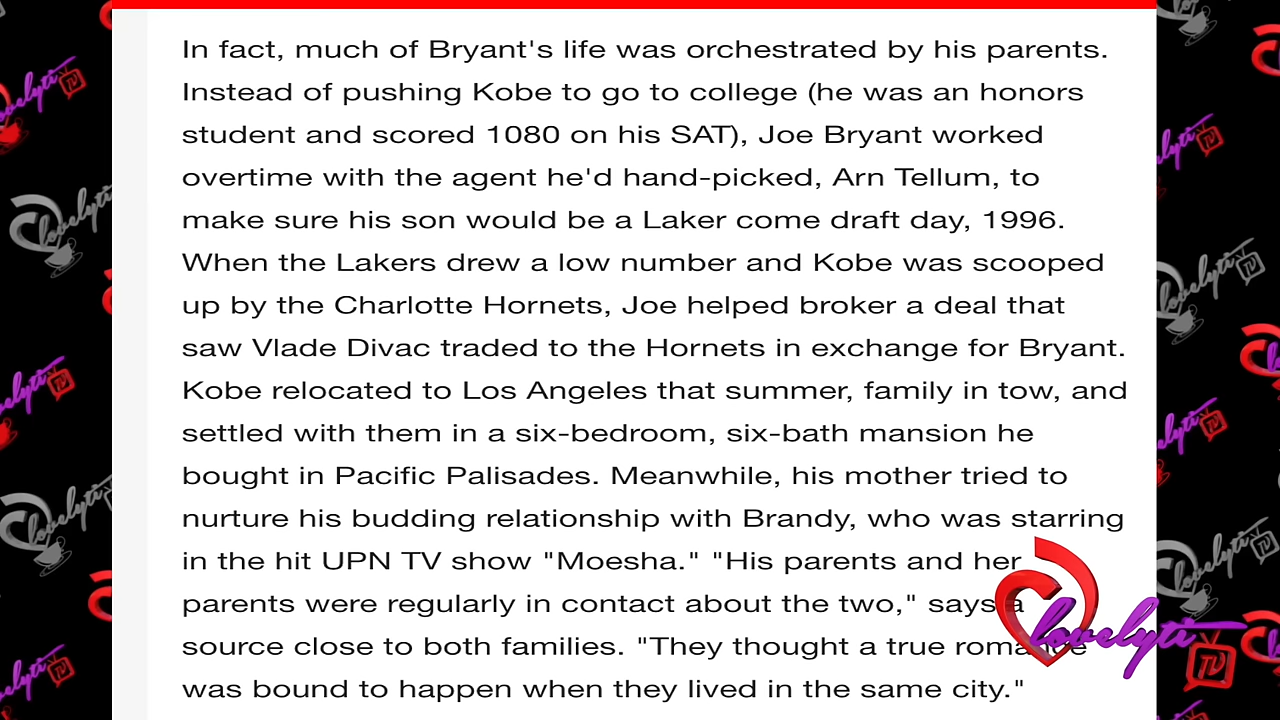 In fact, much of Bryant's life was orchestrated by his parents.
Instead of pushing Kobe to go to college (he was an honors
student and scored 1080 on his SAT), Joe Bryant worked
overtime with the agent he'd hand-picked, Arn Tellum, to
make sure his son would be a Laker come draft day, 1996.
When the Lakers drew a low number and Kobe was scooped
up by the Charlotte Hornets, Joe helped broker a deal that
saw Vlade Divac traded to the Hornets in exchange for Bryant.
Kobe relocated to Los Angeles that summer, family in tow, and
settled with them in a six-bedroom, six-bath mansion he
bought in Pacific Palisades. Meanwhile, his mother tried to
nurture his budding relationship with Brandy, who was starring
in the hit UPN TV show "Moesha." "His parents and her
parents were regularly in contact about the two," says a
source close to both families. "They thought a true romance
was bound to happen when they lived in the same city."
lovelyti TV